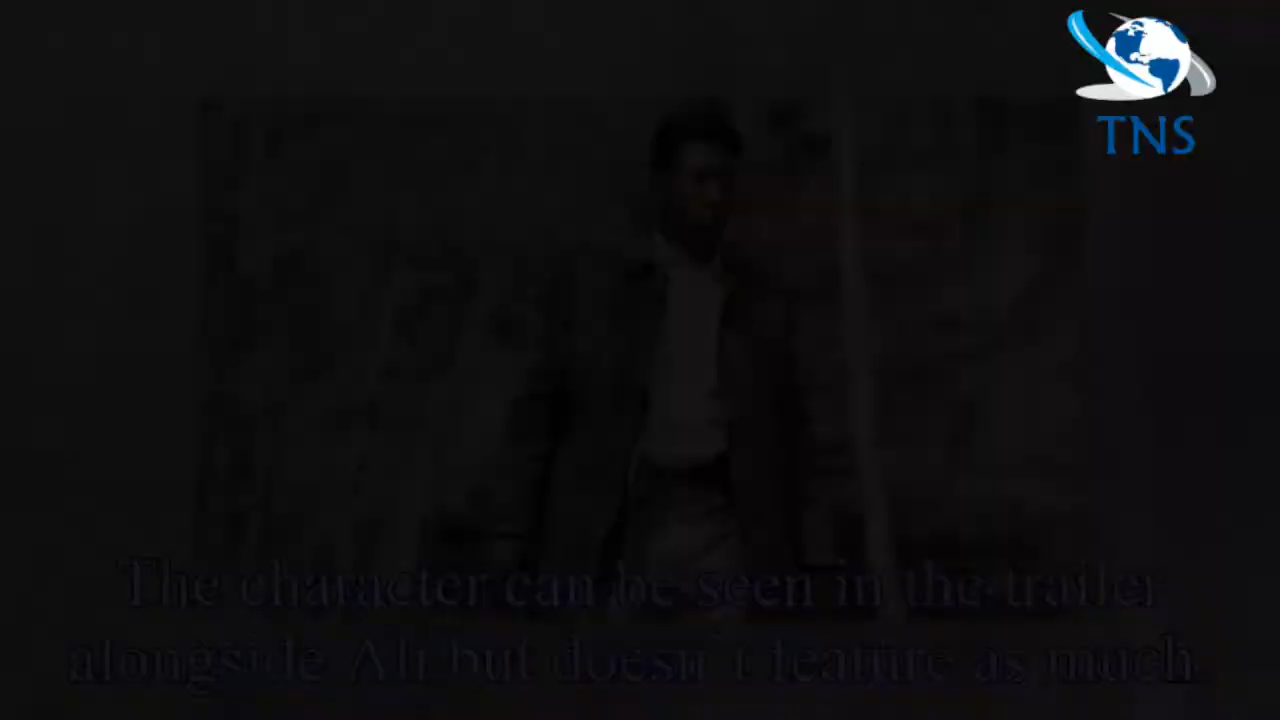 TNS
The character can be seen in the trailer
alongside Ali but doesn't feature as much